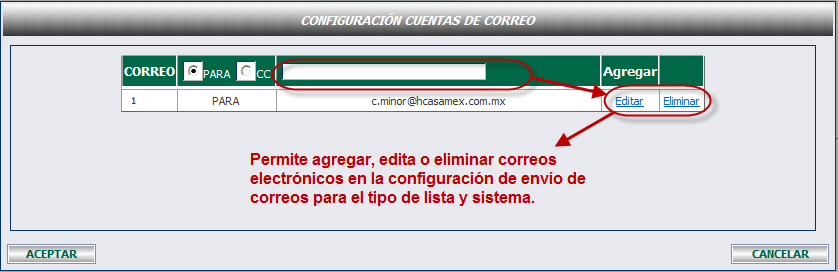 CONFIGURACIÓN CUENTAS DE CORREO
CORREO PARA CC Agregar
1 PARA c.minor@hcasamex.com.mx Editar Eliminar
Permite agregar, edita o eliminar correos
electrónicos en la configuración de envío de
correos para el tipo de lista y sistema.
ACEPTAR CANCELAR